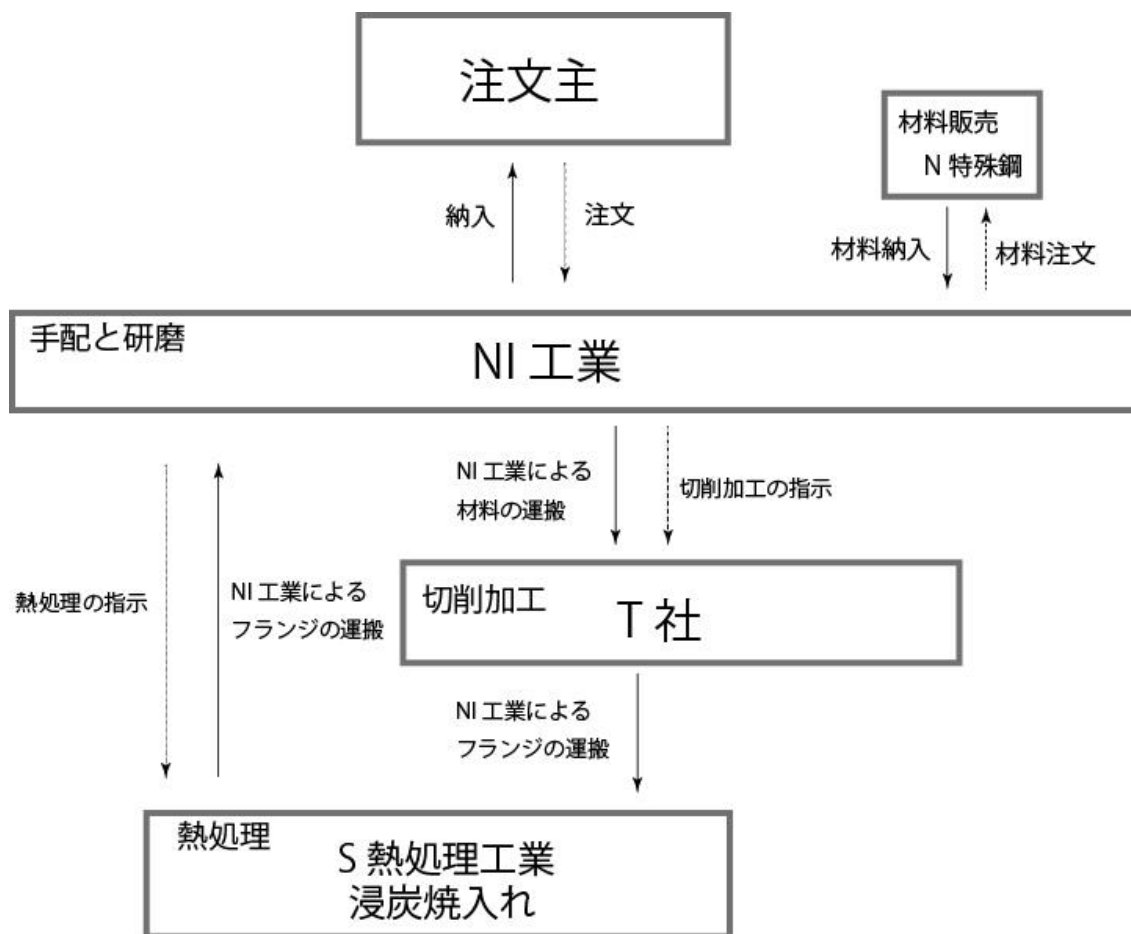 注文主
材料販売
N 特殊鋼
納入
注文
材料納入
材料注文
手配と研磨
NI 工業
NI 工業による
材料の運搬
切削加工の指示
熱処理の指示
NI 工業による
フランジの運搬
切削加工
T 社
NI 工業による
フランジの運搬
熱処理
S 熱処理工業
浸炭焼入れ